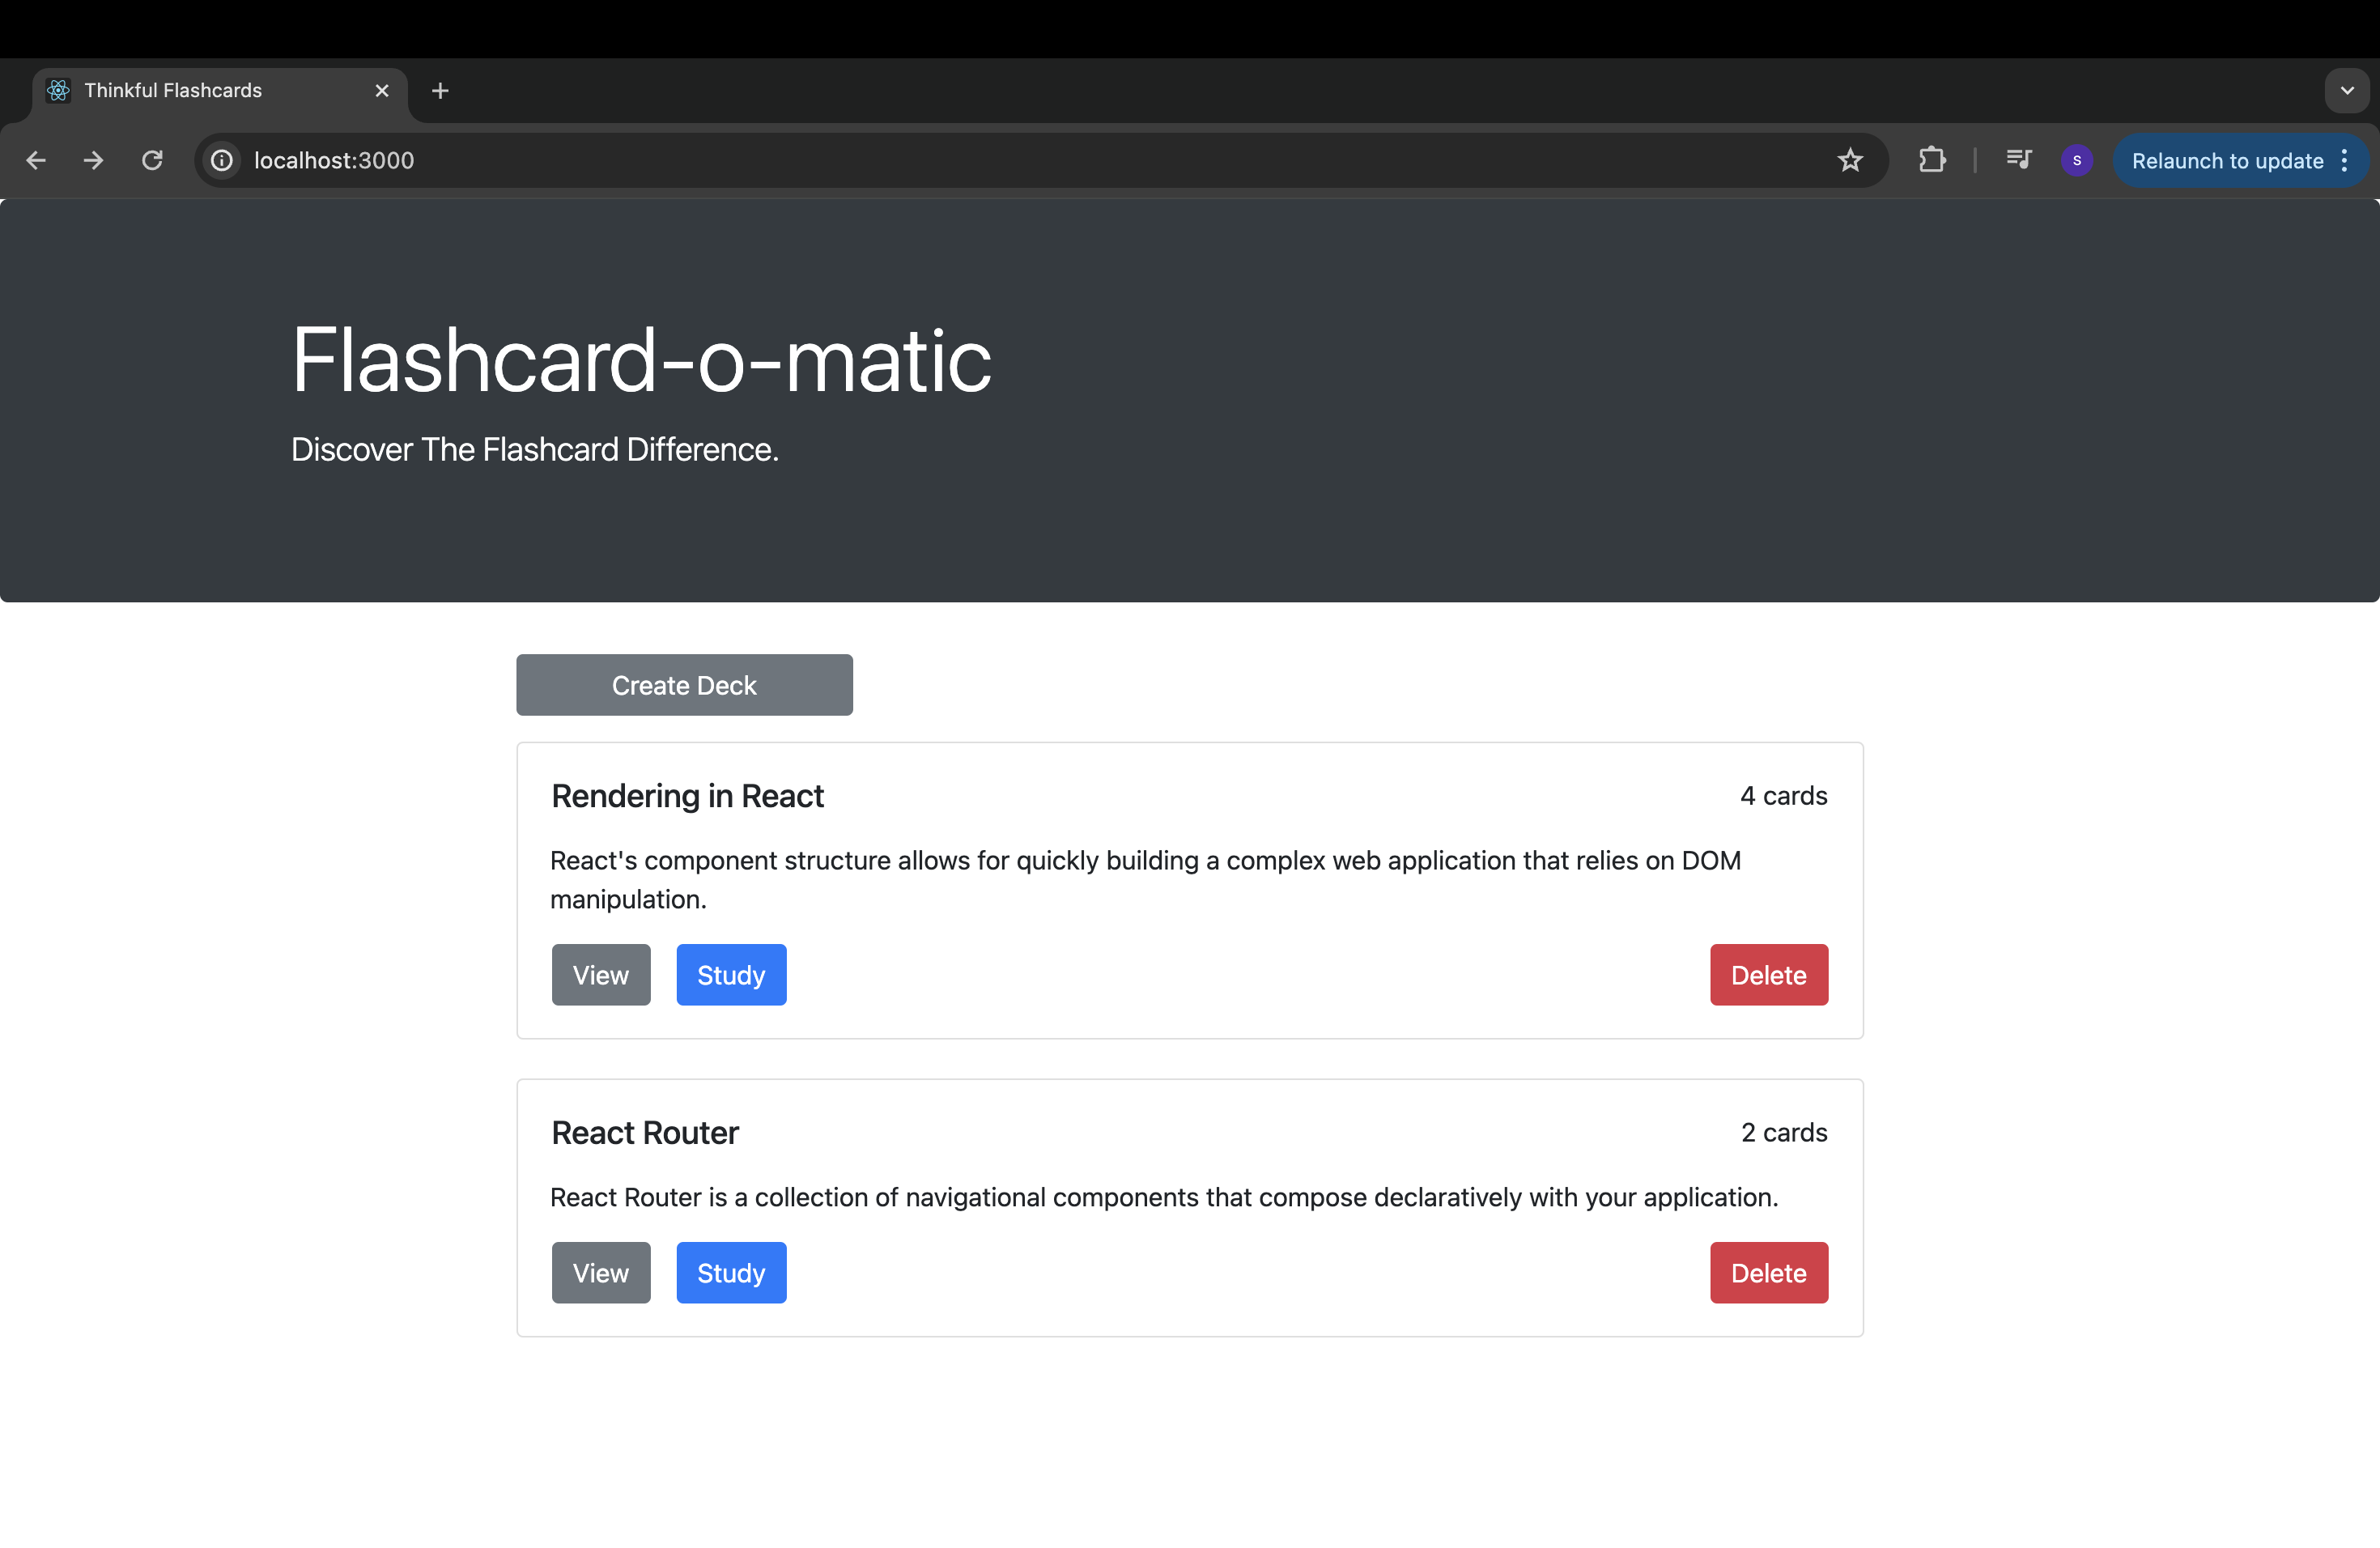 Thinkful Flashcards
localhost:3000
S
Relaunch to update
Flashcard-o-matic
Discover The Flashcard Difference.
Create Deck
Rendering in React
4 cards
React's component structure allows for quickly building a complex web application that relies on DOM
manipulation.
View
Study
Delete
React Router
2 cards
React Router is a collection of navigational components that compose declaratively with your application.
View
Study
Delete